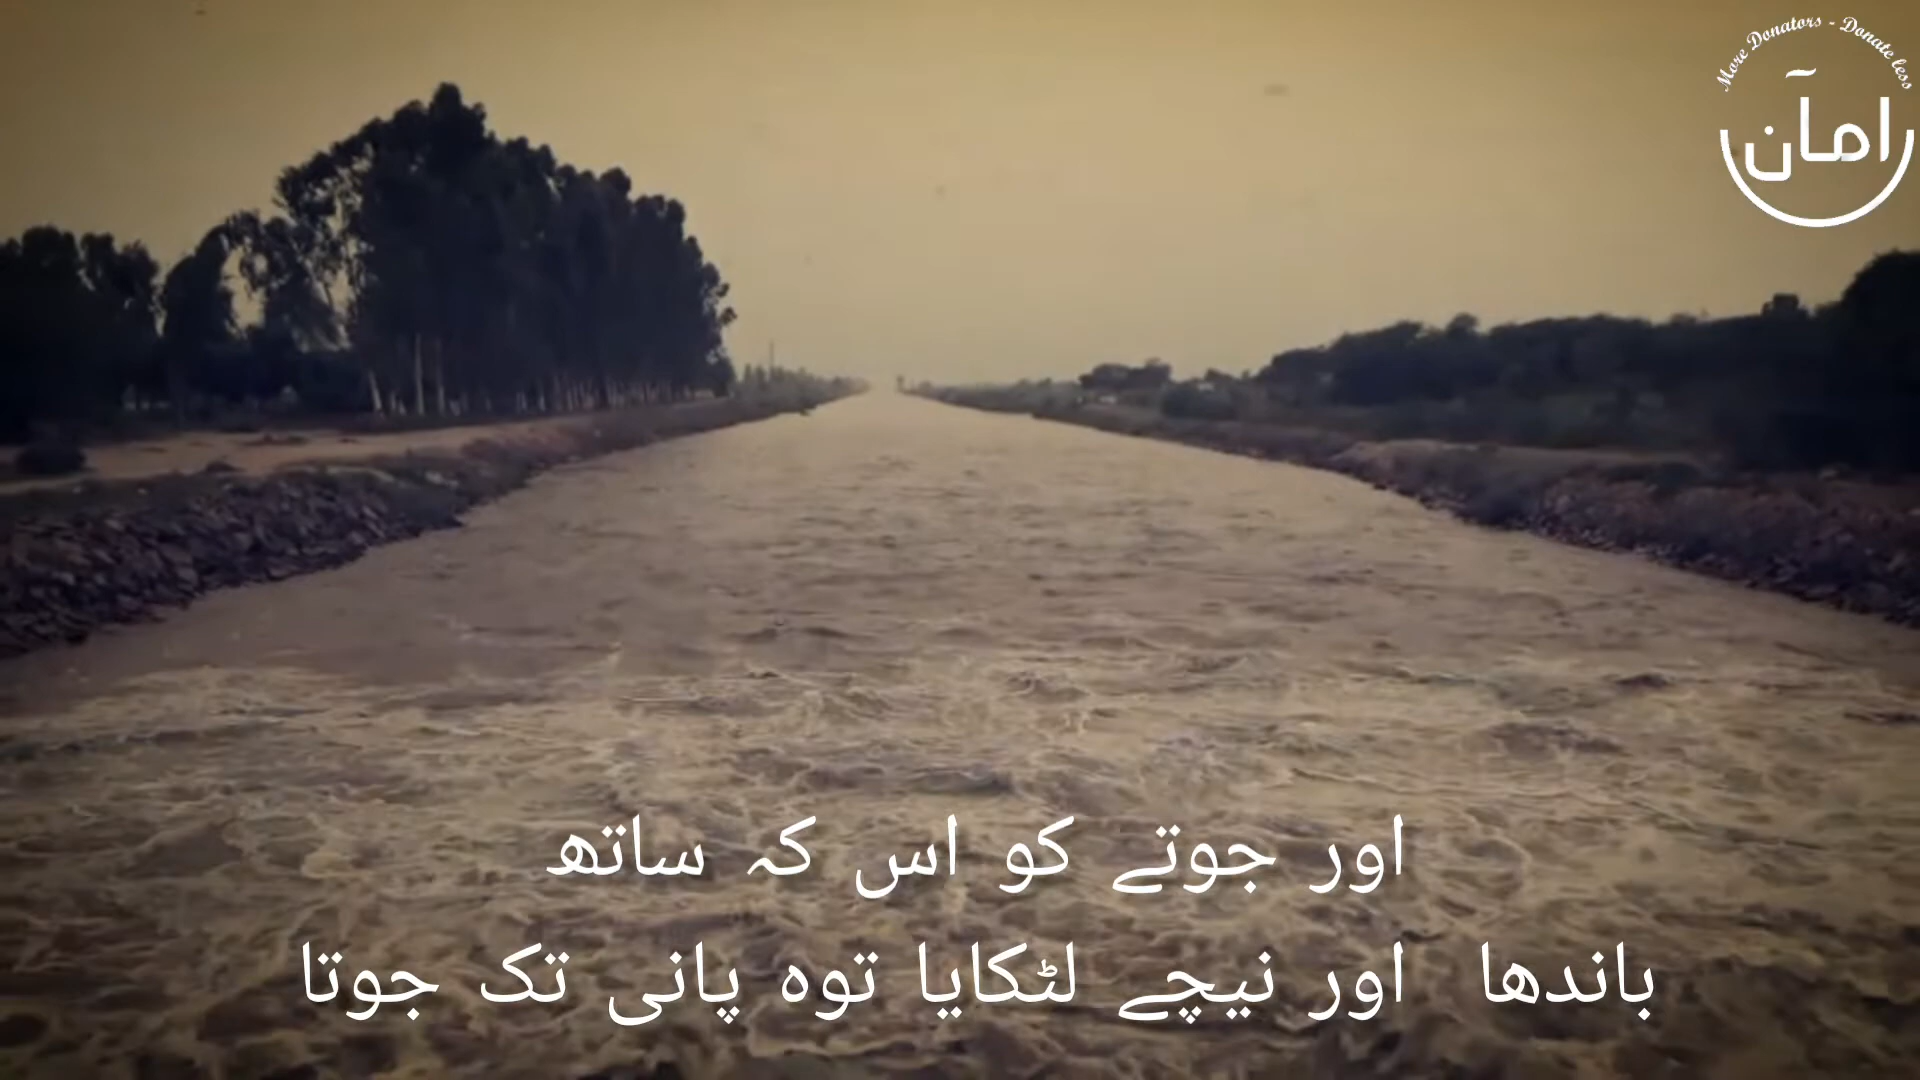 More Donators - Donate less
امآن
اور جوتے کو اس کہ ساتھ
باندھا اور نیچے لٹکایا توہ پانی تک جوتا